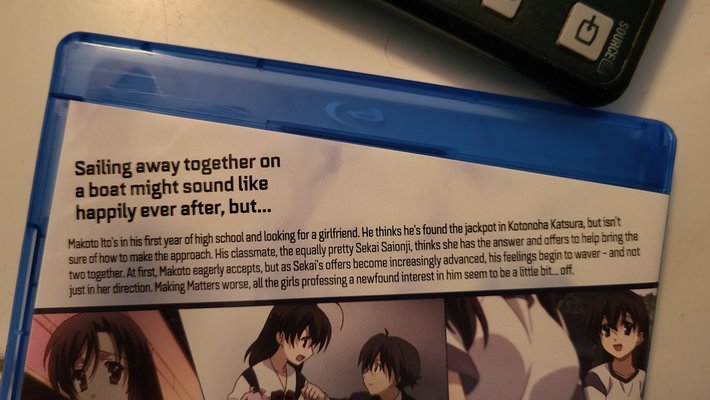 SOURCE
Sailing away together on
a boat might sound like
happily ever after, but...
Makoto Ito's in his first year of high school and looking for a girlfriend. He thinks he's found the jackpot in Kotonoha Katsura, but isn't
sure of how to make the approach. His classmate, the equally pretty Sekai Saionji, thinks she has the answer and offers to help bring the
two together. At first, Makoto eagerly accepts, but as Sekai's offers become increasingly advanced, his feelings begin to waver – and not
just in her direction. Making Matters worse, all the girls professing a newfound interest in him seem to be a little bit... off.